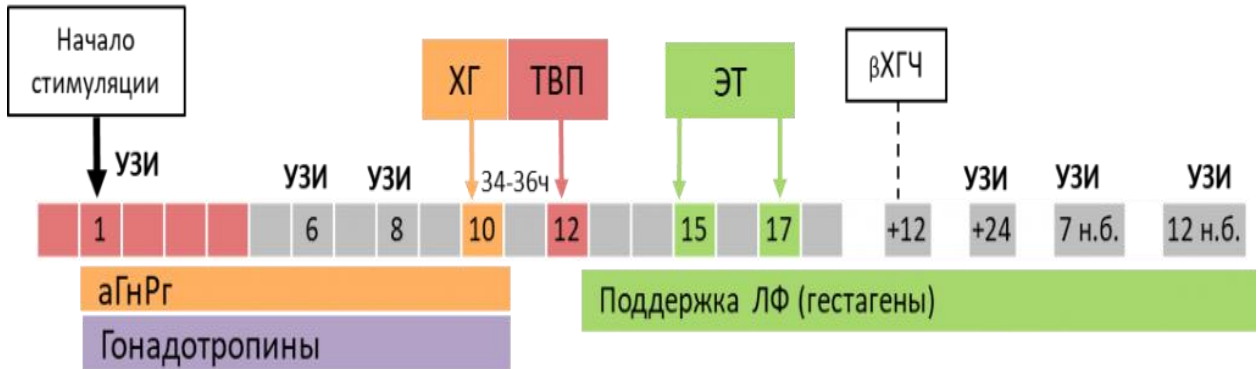 Начало
стимуляции
ХГ
ТВП
ЭТ
βХГЧ
УЗИ
УЗИ
УЗИ
34-36ч
УЗИ
УЗИ
УЗИ
1
6
8
10
12
15
17
+12
+24
7 н.б.
12 н.б.
аГнРг
Поддержка ЛФ (гестагены)
Гонадотропины